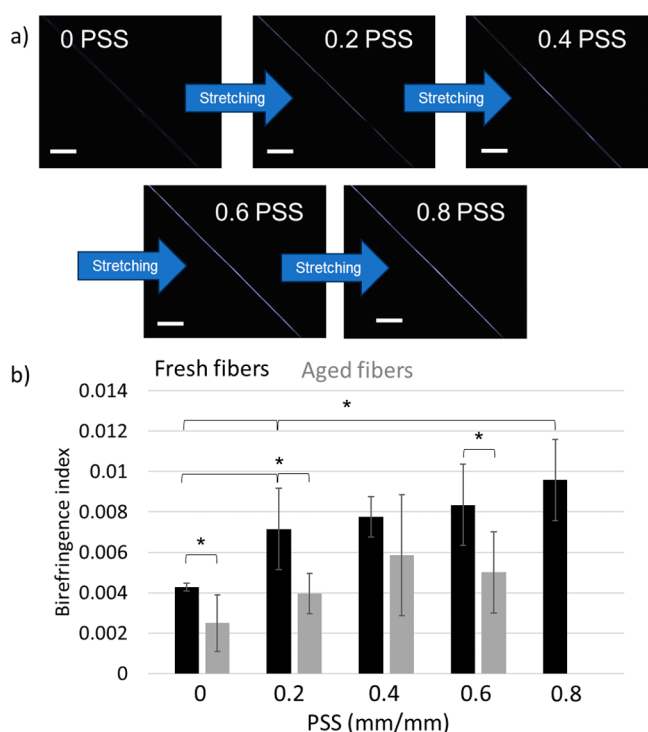 a)
0 PSS
Stretching
0.2 PSS
Stretching
0.4 PSS
Stretching
0.6 PSS
Stretching
0.8 PSS
b)
Fresh fibers Aged fibers
0.014
0.012
0.01
0.008
0.006
0.004
0.002
0
Birefringence index
*
*
*
*
0 0.2 0.4 0.6 0.8
PSS (mm/mm)